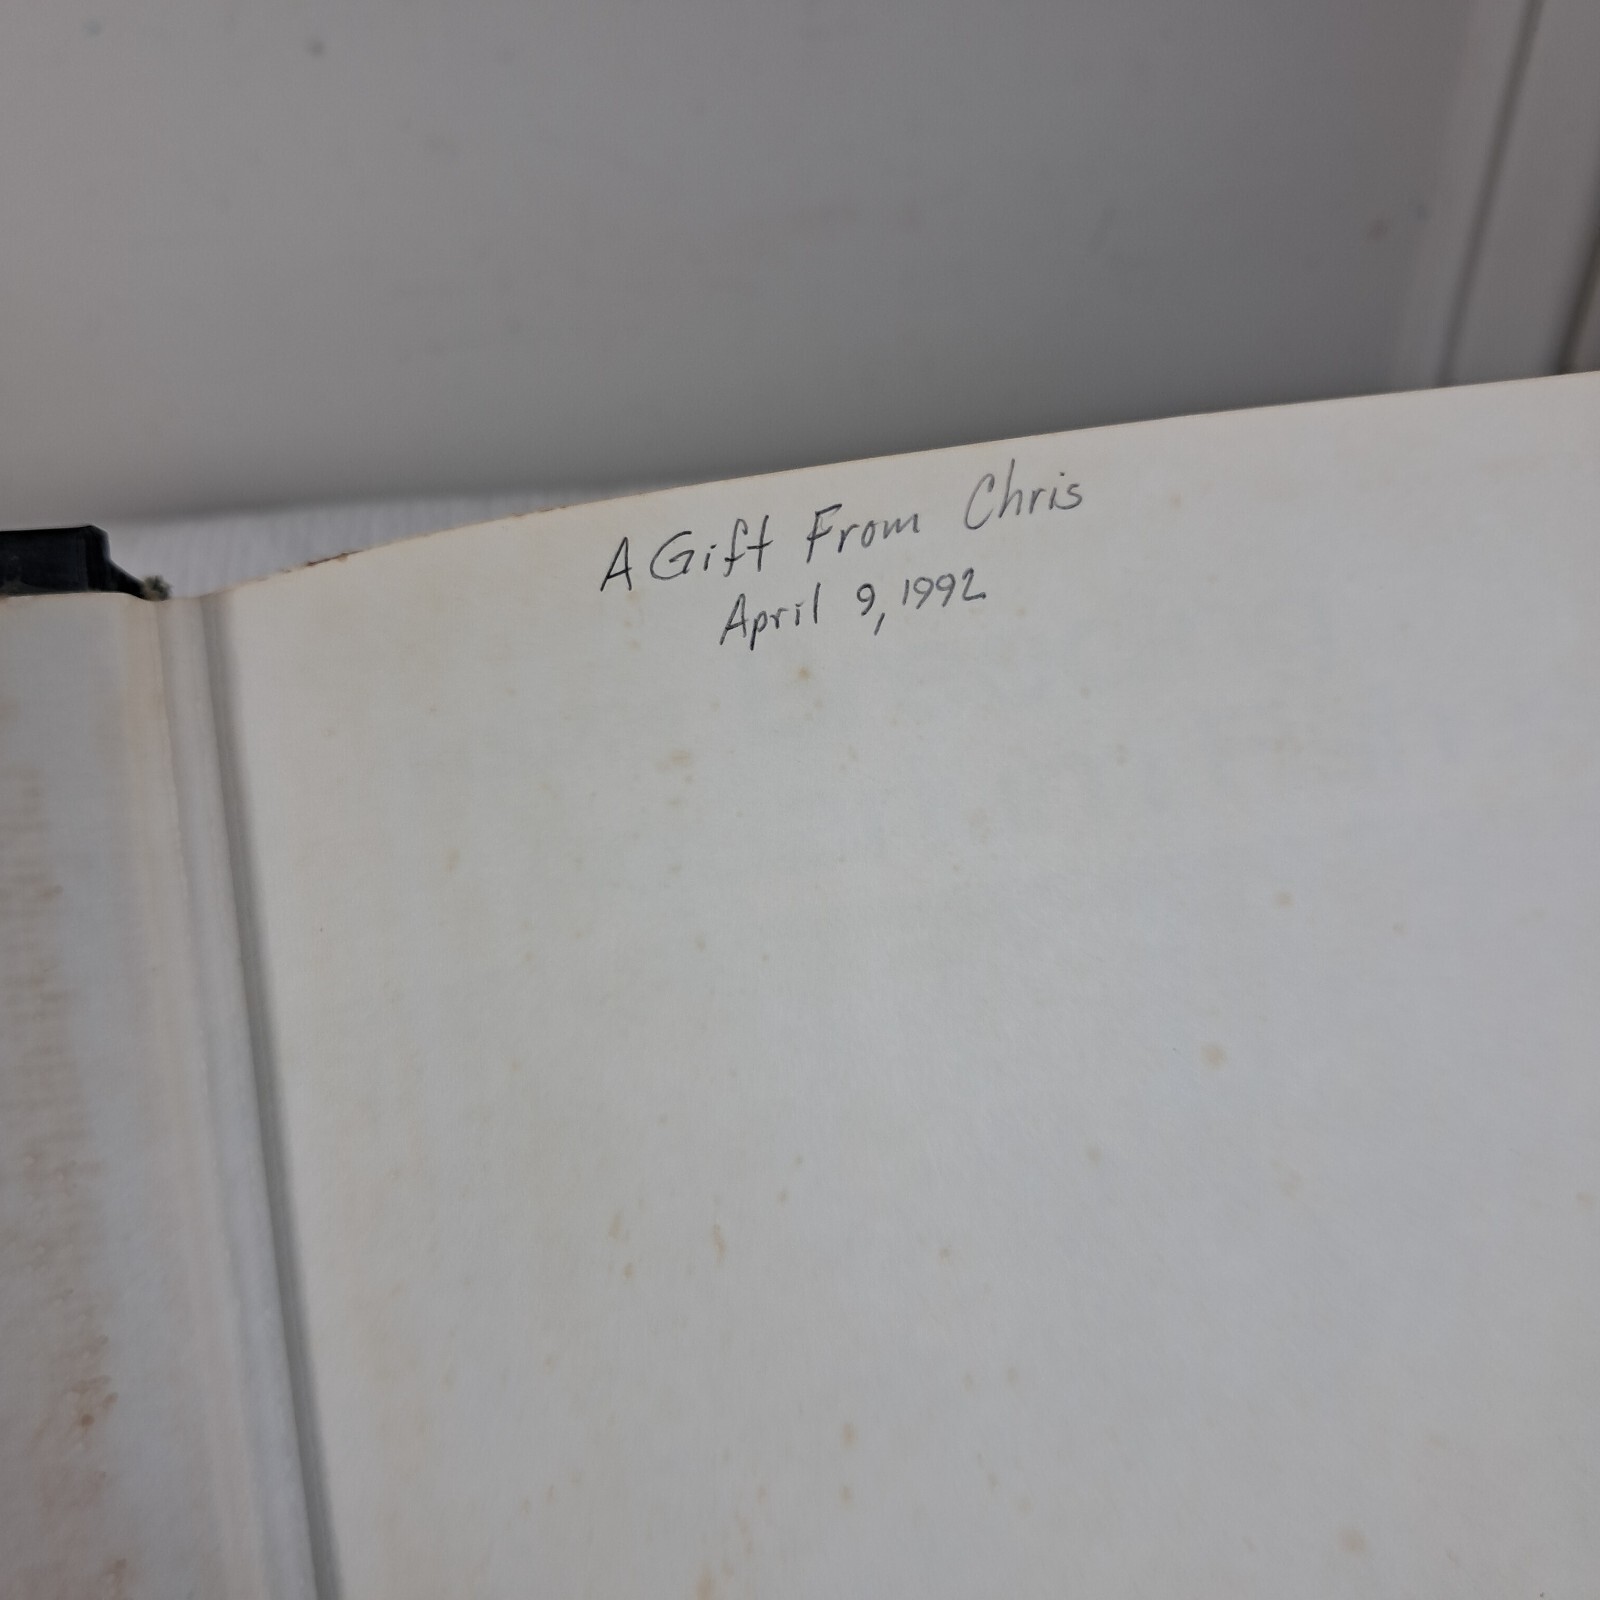 A Gift From Chris
April 9, 1992